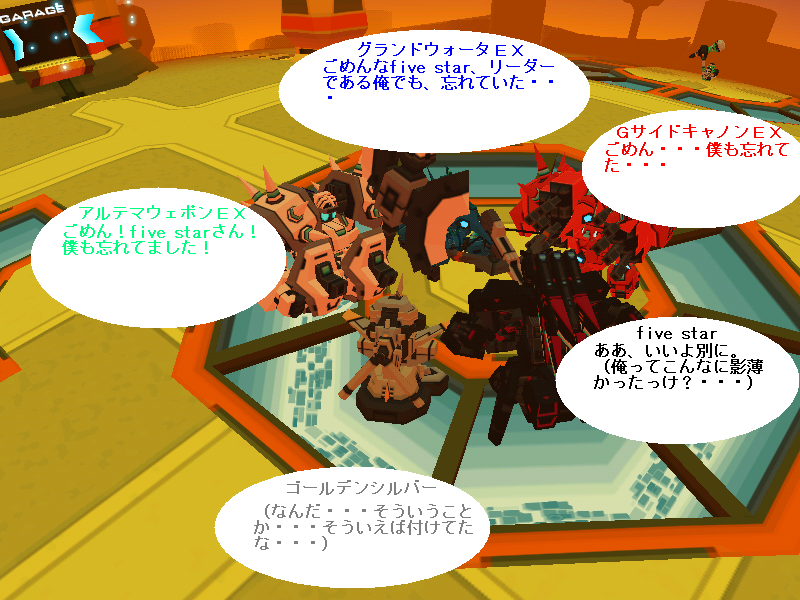 GARAGE
グランドウォータEX
ごめんなfive star、リーダー
である俺でも、忘れていた・・
・
GサイドキャノンEX
ごめん・・・僕も忘れて
た・・・
アルテマウェポンEX
ごめん！five starさん！
僕も忘れてました！
five star
ああ、いいよ別に。
（俺ってこんなに影薄
かったっけ？・・・）
ゴールデンシルバー
（なんだ・・・そういうこと
か・・・そういえば付けてた
な・・・）